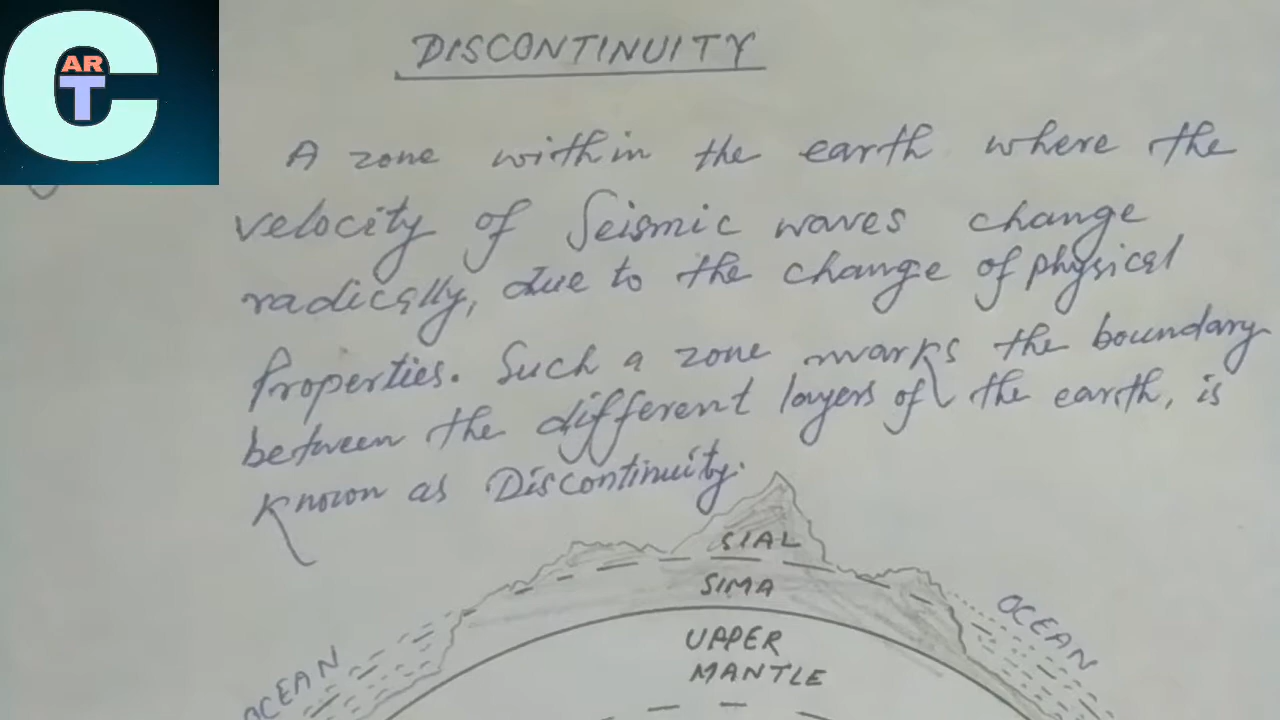 C
AR
T
DISCONTINUITY
A zone within the earth where the
velocity of Seismic waves change
radically, due to the change of physical
Properties. Such a zone marks the boundary
between the different layers of the earth, is
known as Discontinuity.
SIAL
SIMA
UPPER
MANTLE
OCEAN
OCEAN